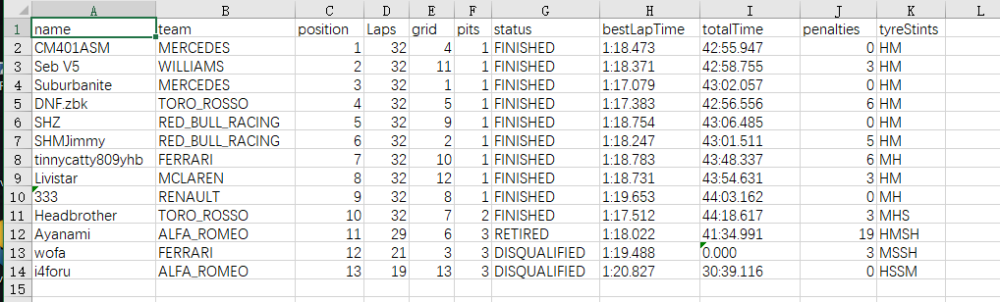 A B C D E F G H I J K L
1 name team position Laps grid pits status bestLapTime totalTime penalties tyreStints
2 CM401ASM MERCEDES 1 32 4 1 FINISHED 1:18.473 42:55.947 0 HM
3 Seb V5 WILLIAMS 2 32 11 1 FINISHED 1:18.371 42:58.755 3 HM
4 Suburbanite MERCEDES 3 32 1 1 FINISHED 1:17.079 43:02.057 0 HM
5 DNF.zbk TORO_ROSSO 4 32 5 1 FINISHED 1:17.383 42:56.556 6 HM
6 SHZ RED_BULL_RACING 5 32 9 1 FINISHED 1:18.754 43:06.485 0 HM
7 SHMJimmy RED_BULL_RACING 6 32 2 1 FINISHED 1:18.247 43:01.511 5 HM
8 tinnycatty809yhb FERRARI 7 32 10 1 FINISHED 1:18.783 43:48.337 6 MH
9 Livistar MCLAREN 8 32 12 1 FINISHED 1:18.731 43:54.631 3 HM
10 333 RENAULT 9 32 8 1 FINISHED 1:19.653 44:03.162 0 MH
11 Headbrother TORO_ROSSO 10 32 7 2 FINISHED 1:17.512 44:18.617 3 MHS
12 Ayanami ALFA_ROMEO 11 29 6 3 RETIRED 1:18.022 41:34.991 19 HMSH
13 wofa FERRARI 12 21 3 3 DISQUALIFIED 1:19.488 0.000 3 MSSH
14 i4foru ALFA_ROMEO 13 19 13 3 DISQUALIFIED 1:20.827 30:39.116 0 HSSM
15